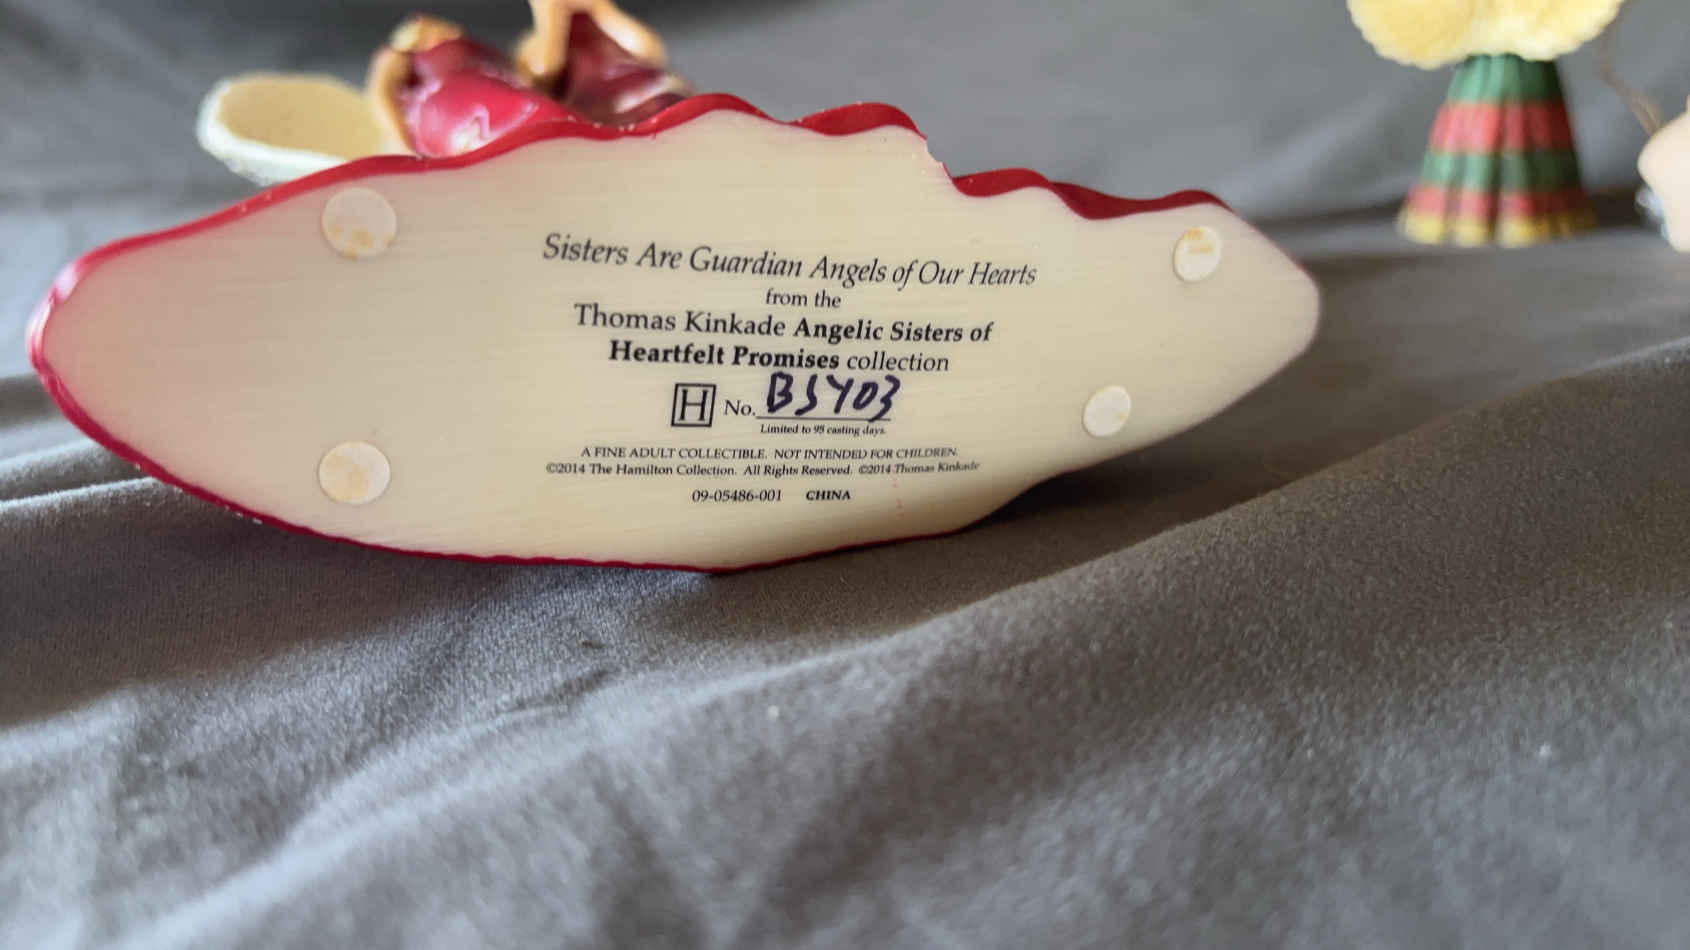 Sisters Are Guardian Angels of Our Hearts
from the
Thomas Kinkade Angelic Sisters of
Heartfelt Promises collection
H No. B5403
Limited to 95 casting days.
A FINE ADULT COLLECTIBLE. NOT INTENDED FOR CHILDREN.
©2014 The Hamilton Collection. All Rights Reserved. ©2014 Thomas Kinkade
09-05486-001 CHINA